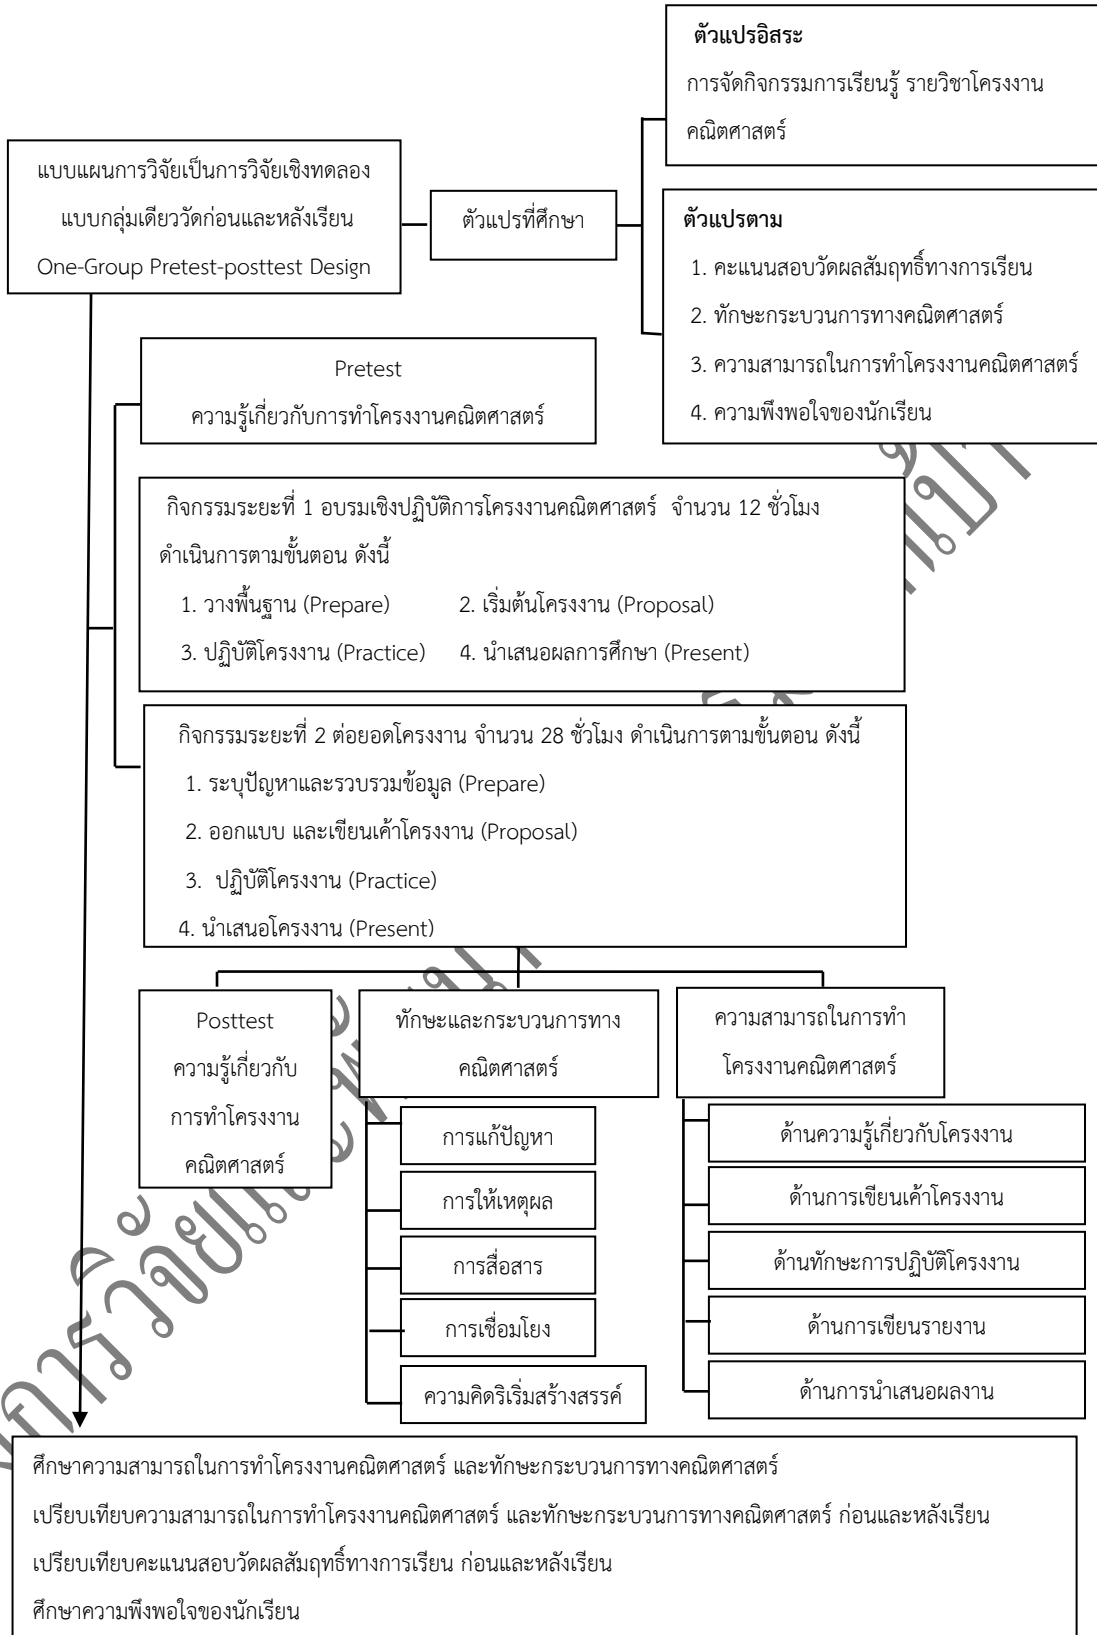 ตัวแปรอิสระ
การจัดกิจกรรมการเรียนรู้ รายวิชาโครงงาน
คณิตศาสตร์
แบบแผนการวิจัยเป็นการวิจัยเชิงทดลอง
แบบกลุ่มเดียววัดก่อนและหลังเรียน
One-Group Pretest-posttest Design
ตัวแปรที่ศึกษา
ตัวแปรตาม
1. คะแนนสอบวัดผลสัมฤทธิ์ทางการเรียน
2. ทักษะกระบวนการทางคณิตศาสตร์
3. ความสามารถในการทำโครงงานคณิตศาสตร์
4. ความพึงพอใจของนักเรียน
Pretest
ความรู้เกี่ยวกับการทำโครงงานคณิตศาสตร์
กิจกรรมระยะที่ 1 อบรมเชิงปฏิบัติการโครงงานคณิตศาสตร์ จำนวน 12 ชั่วโมง
ดำเนินการตามขั้นตอน ดังนี้
1. วางพื้นฐาน (Prepare) 2. เริ่มต้นโครงงาน (Proposal)
3. ปฏิบัติโครงงาน (Practice) 4. นำเสนอผลการศึกษา (Present)
กิจกรรมระยะที่ 2 ต่อยอดโครงงาน จำนวน 28 ชั่วโมง ดำเนินการตามขั้นตอน ดังนี้
1. ระบุปัญหาและรวบรวมข้อมูล (Prepare)
2. ออกแบบ และเขียนเค้าโครงงาน (Proposal)
3. ปฏิบัติโครงงาน (Practice)
4. นำเสนอโครงงาน (Present)
Posttest
ความรู้เกี่ยวกับ
การทำโครงงาน
คณิตศาสตร์
ทักษะและกระบวนการทาง
คณิตศาสตร์
การแก้ปัญหา
การให้เหตุผล
การสื่อสาร
การเชื่อมโยง
ความคิดริเริ่มสร้างสรรค์
ความสามารถในการทำ
โครงงานคณิตศาสตร์
ด้านความรู้เกี่ยวกับโครงงาน
ด้านการเขียนเค้าโครงงาน
ด้านทักษะการปฏิบัติโครงงาน
ด้านการเขียนรายงาน
ด้านการนำเสนอผลงาน
ศึกษาความสามารถในการทำโครงงานคณิตศาสตร์ และทักษะกระบวนการทางคณิตศาสตร์
เปรียบเทียบความสามารถในการทำโครงงานคณิตศาสตร์ และทักษะกระบวนการทางคณิตศาสตร์ ก่อนและหลังเรียน
เปรียบเทียบคะแนนสอบวัดผลสัมฤทธิ์ทางการเรียน ก่อนและหลังเรียน
ศึกษาความพึงพอใจของนักเรียน